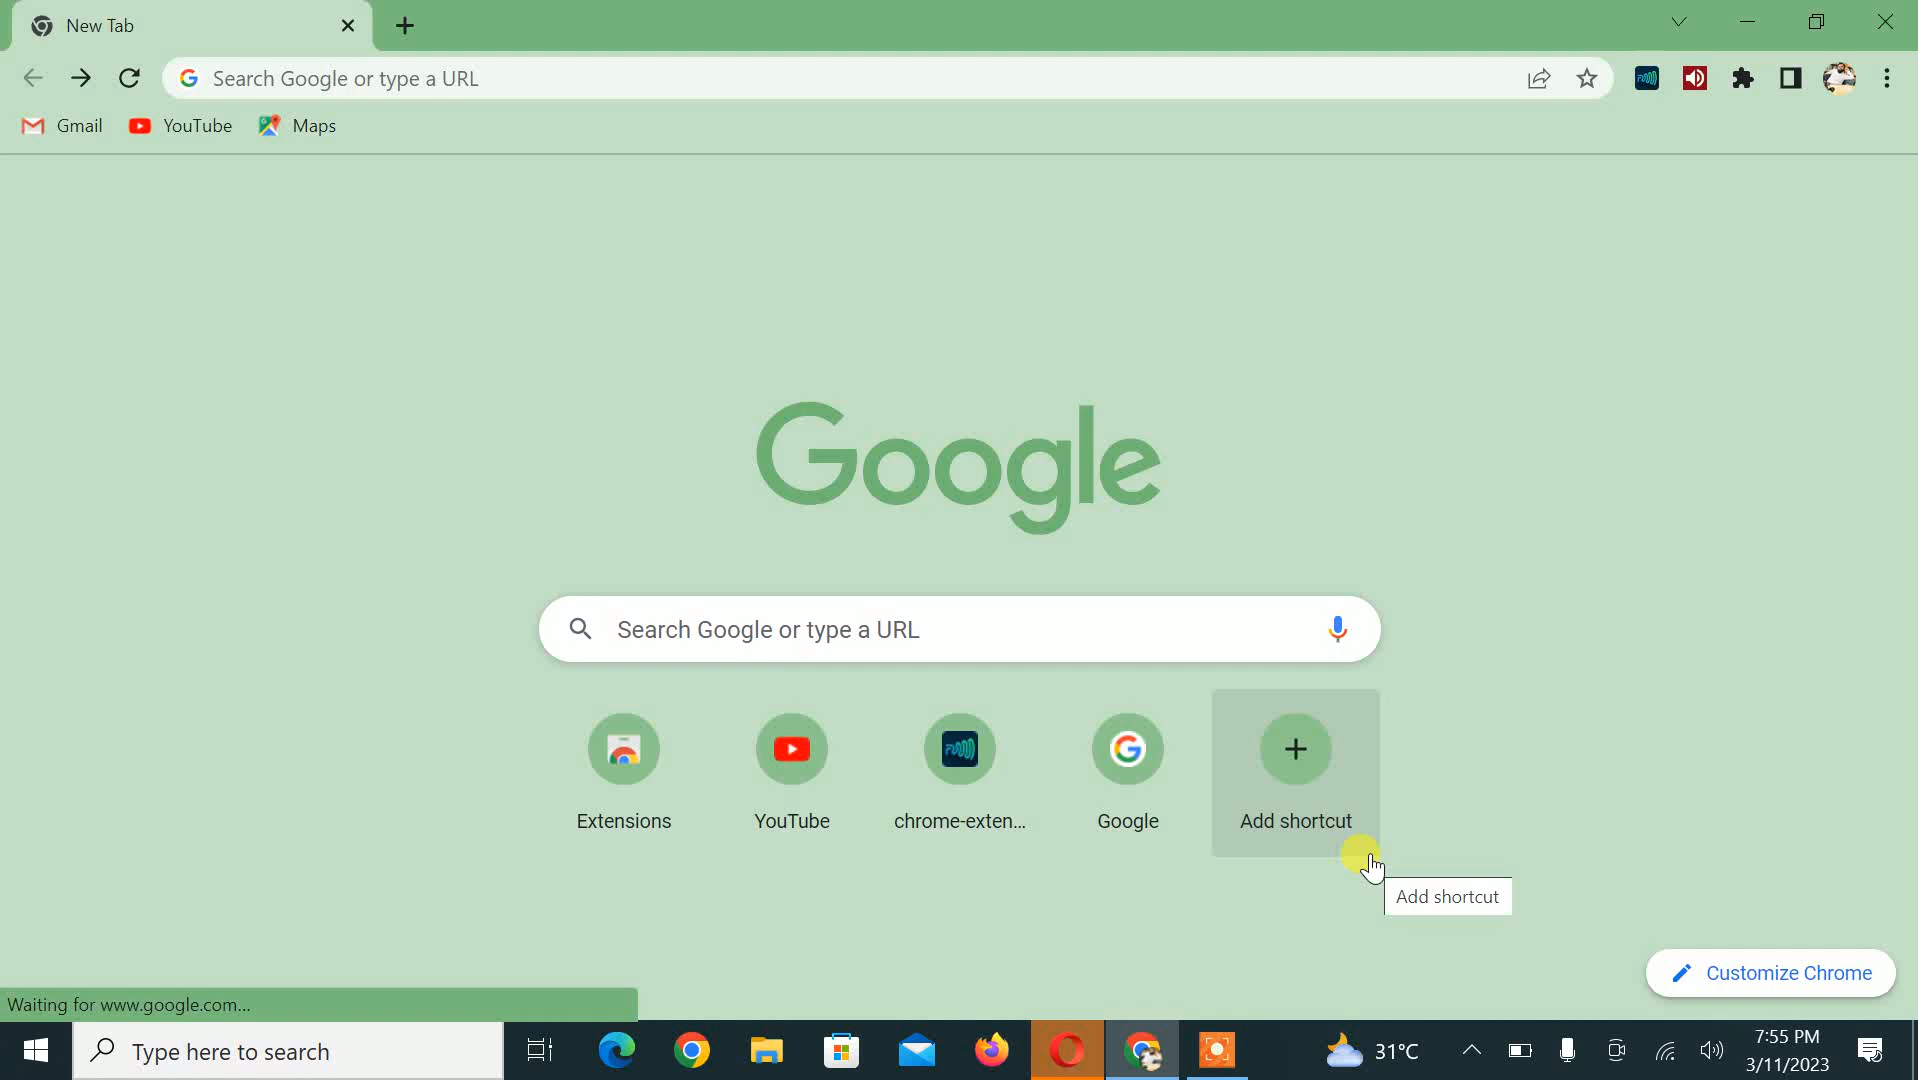 New Tab
Search Google or type a URL
Gmail YouTube Maps
Google
Search Google or type a URL
Extensions YouTube chrome-exten... Google Add shortcut
Add shortcut
Customize Chrome
Waiting for www.google.com...
Type here to search
31°C
7:55 PM
3/11/2023